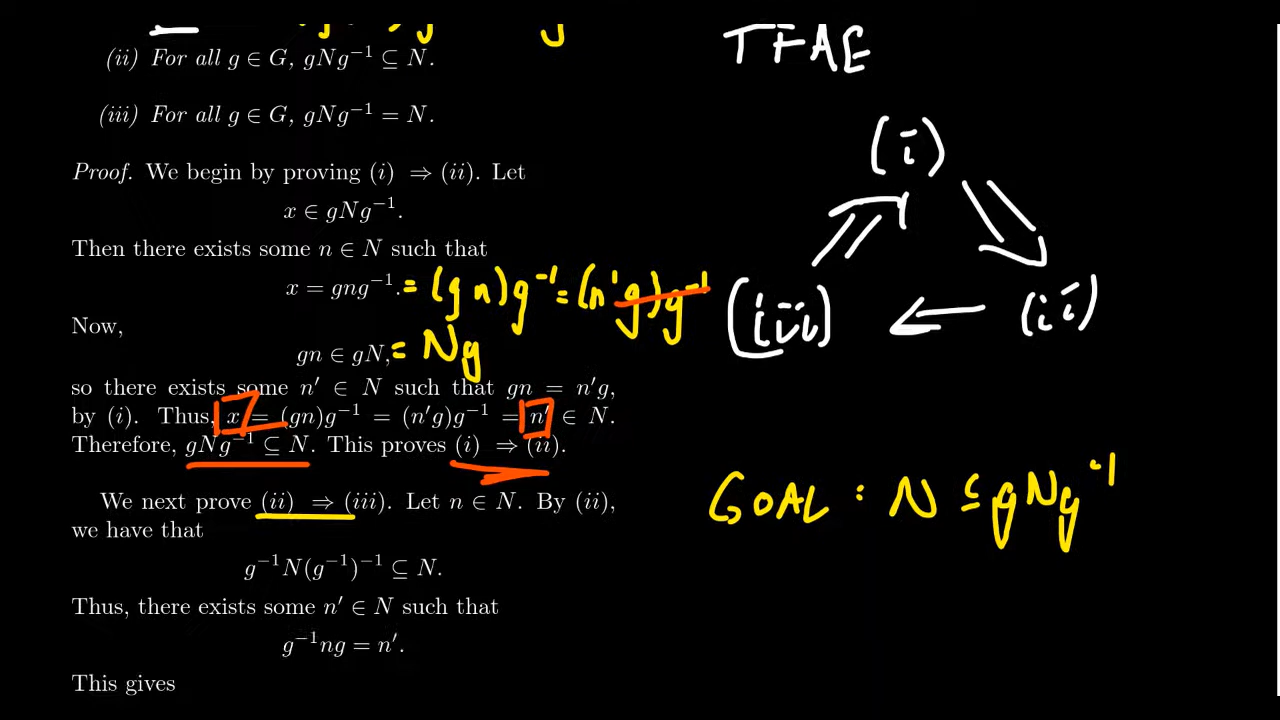 (ii) For all g ∈ G, gNg⁻¹ ⊆ N.
(iii) For all g ∈ G, gNg⁻¹ = N.
Proof. We begin by proving (i) ⇒ (ii). Let
x ∈ gNg⁻¹.
Then there exists some n ∈ N such that
x = gng⁻¹. = (gn)g⁻¹ = (n'g)g⁻¹
Now,
gn ∈ gN, = Ng
so there exists some n′ ∈ N such that gn = n′g,
by (i). Thus, x = (gn)g⁻¹ = (n′g)g⁻¹ = n′ ∈ N.
Therefore, gNg⁻¹ ⊆ N. This proves (i) ⇒ (ii).
We next prove (ii) ⇒ (iii). Let n ∈ N. By (ii),
we have that
g⁻¹N(g⁻¹)⁻¹ ⊆ N.
Thus, there exists some n′ ∈ N such that
g⁻¹ng = n′.
This gives
TFAE
(i)
(iii) ⇐ (ii)
GOAL : N ⊆ gNg⁻¹